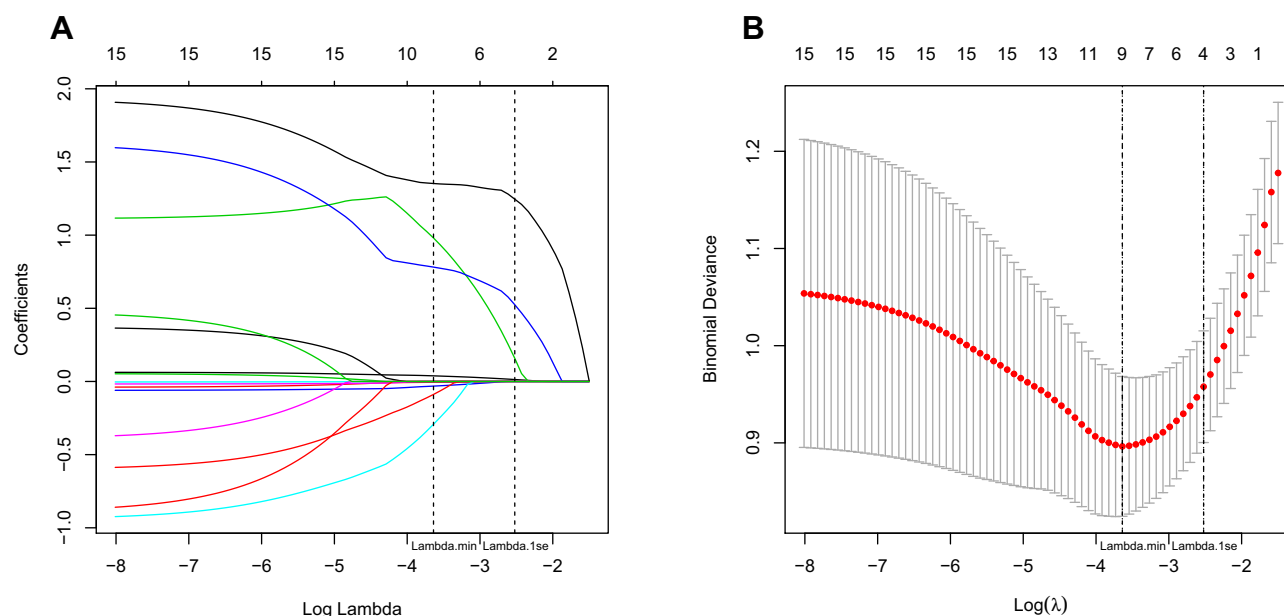 A
15 15 15 15 10 6 2
Coefficients
2.0
1.5
1.0
0.5
0.0
−0.5
−1.0
Lambda.min Lambda.1se
−8 −7 −6 −5 −4 −3 −2
Log Lambda
B
15 15 15 15 15 13 11 9 7 6 4 3 1
Binomial Deviance
1.2
1.1
1.0
0.9
Lambda.min Lambda.1se
−8 −7 −6 −5 −4 −3 −2
Log(λ)